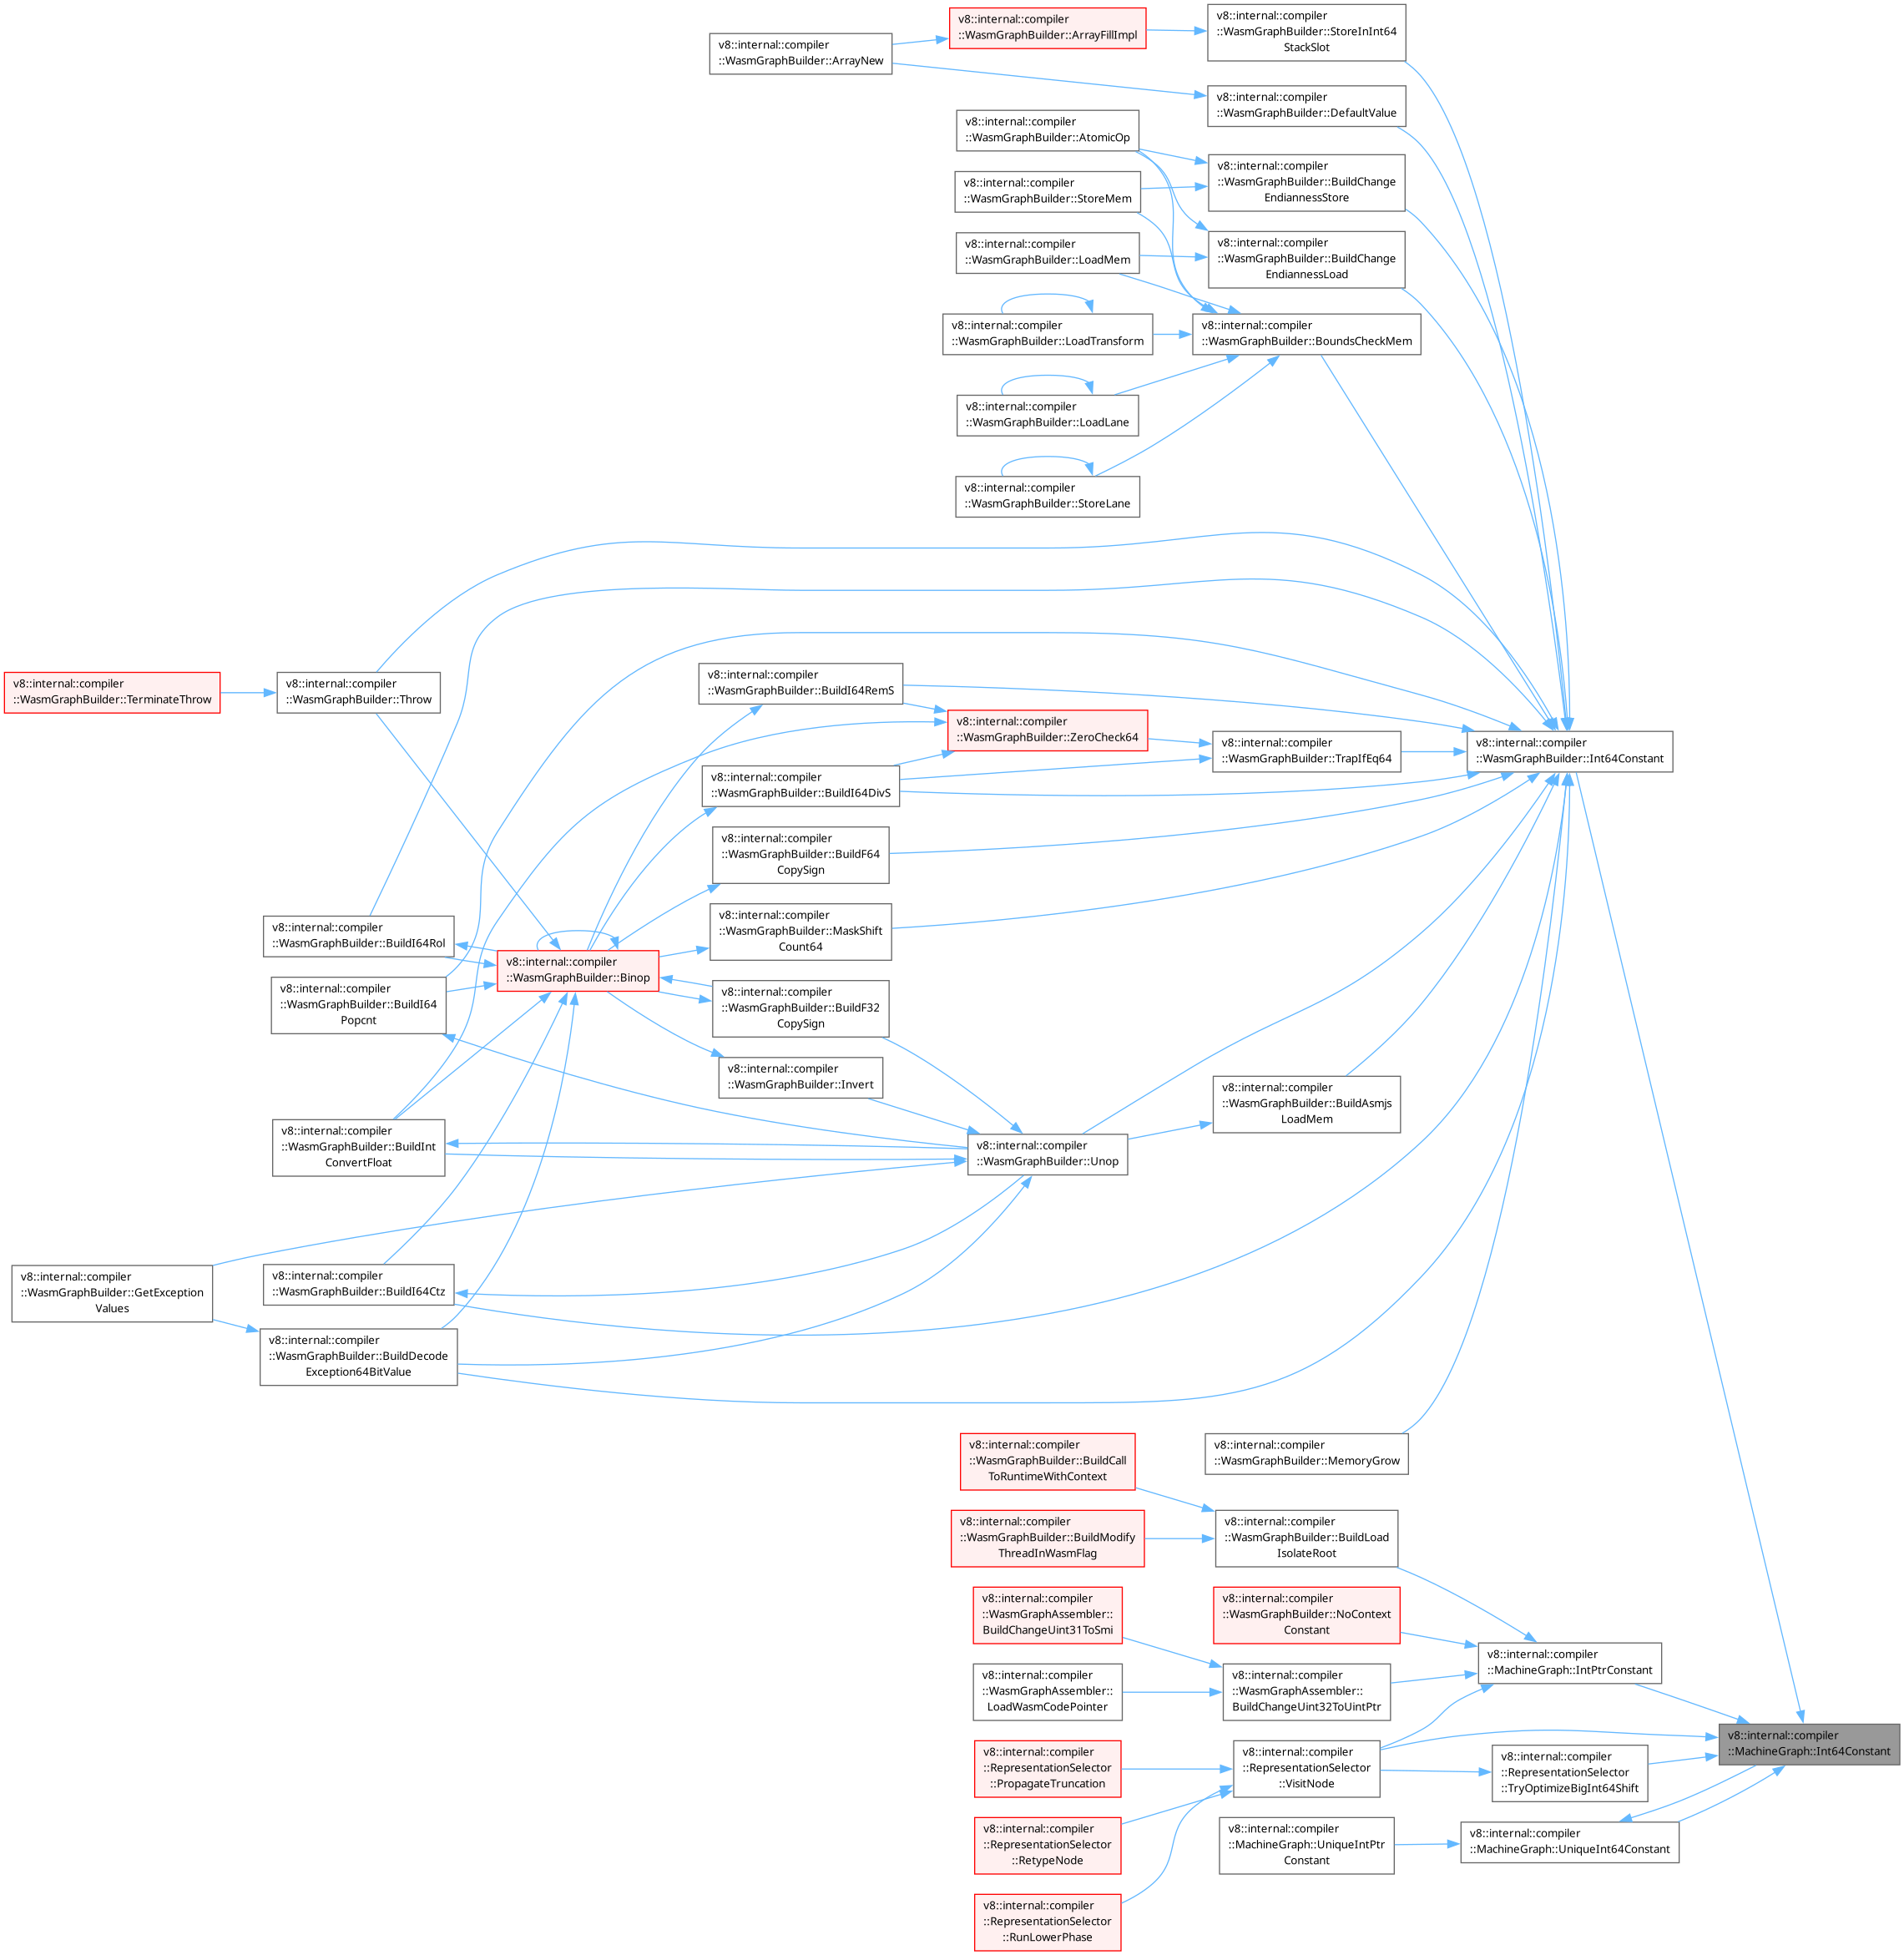 v8::internal::compiler
::WasmGraphBuilder::StoreInInt64
StackSlot
v8::internal::compiler
::WasmGraphBuilder::ArrayFillImpl
v8::internal::compiler
::WasmGraphBuilder::ArrayNew
v8::internal::compiler
::WasmGraphBuilder::DefaultValue
v8::internal::compiler
::WasmGraphBuilder::AtomicOp
v8::internal::compiler
::WasmGraphBuilder::BuildChange
EndiannessStore
v8::internal::compiler
::WasmGraphBuilder::StoreMem
v8::internal::compiler
::WasmGraphBuilder::LoadMem
v8::internal::compiler
::WasmGraphBuilder::BuildChange
EndiannessLoad
v8::internal::compiler
::WasmGraphBuilder::LoadTransform
v8::internal::compiler
::WasmGraphBuilder::BoundsCheckMem
v8::internal::compiler
::WasmGraphBuilder::LoadLane
v8::internal::compiler
::WasmGraphBuilder::StoreLane
v8::internal::compiler
::WasmGraphBuilder::TerminateThrow
v8::internal::compiler
::WasmGraphBuilder::Throw
v8::internal::compiler
::WasmGraphBuilder::BuildI64RemS
v8::internal::compiler
::WasmGraphBuilder::ZeroCheck64
v8::internal::compiler
::WasmGraphBuilder::TrapIfEq64
v8::internal::compiler
::WasmGraphBuilder::Int64Constant
v8::internal::compiler
::WasmGraphBuilder::BuildI64DivS
v8::internal::compiler
::WasmGraphBuilder::BuildF64
CopySign
v8::internal::compiler
::WasmGraphBuilder::BuildI64Rol
v8::internal::compiler
::WasmGraphBuilder::MaskShift
Count64
v8::internal::compiler
::WasmGraphBuilder::Binop
v8::internal::compiler
::WasmGraphBuilder::BuildI64
Popcnt
v8::internal::compiler
::WasmGraphBuilder::BuildF32
CopySign
v8::internal::compiler
::WasmGraphBuilder::Invert
v8::internal::compiler
::WasmGraphBuilder::BuildAsmjs
LoadMem
v8::internal::compiler
::WasmGraphBuilder::BuildInt
ConvertFloat
v8::internal::compiler
::WasmGraphBuilder::Unop
v8::internal::compiler
::WasmGraphBuilder::GetException
Values
v8::internal::compiler
::WasmGraphBuilder::BuildI64Ctz
v8::internal::compiler
::WasmGraphBuilder::BuildDecode
Exception64BitValue
v8::internal::compiler
::WasmGraphBuilder::BuildCall
ToRuntimeWithContext
v8::internal::compiler
::WasmGraphBuilder::MemoryGrow
v8::internal::compiler
::WasmGraphBuilder::BuildModify
ThreadInWasmFlag
v8::internal::compiler
::WasmGraphBuilder::BuildLoad
IsolateRoot
v8::internal::compiler
::WasmGraphAssembler::
BuildChangeUint31ToSmi
v8::internal::compiler
::WasmGraphBuilder::NoContext
Constant
v8::internal::compiler
::MachineGraph::IntPtrConstant
v8::internal::compiler
::WasmGraphAssembler::
LoadWasmCodePointer
v8::internal::compiler
::WasmGraphAssembler::
BuildChangeUint32ToUintPtr
v8::internal::compiler
::MachineGraph::Int64Constant
v8::internal::compiler
::RepresentationSelector
::PropagateTruncation
v8::internal::compiler
::RepresentationSelector
::VisitNode
v8::internal::compiler
::RepresentationSelector
::TryOptimizeBigInt64Shift
v8::internal::compiler
::RepresentationSelector
::RetypeNode
v8::internal::compiler
::MachineGraph::UniqueIntPtr
Constant
v8::internal::compiler
::MachineGraph::UniqueInt64Constant
v8::internal::compiler
::RepresentationSelector
::RunLowerPhase